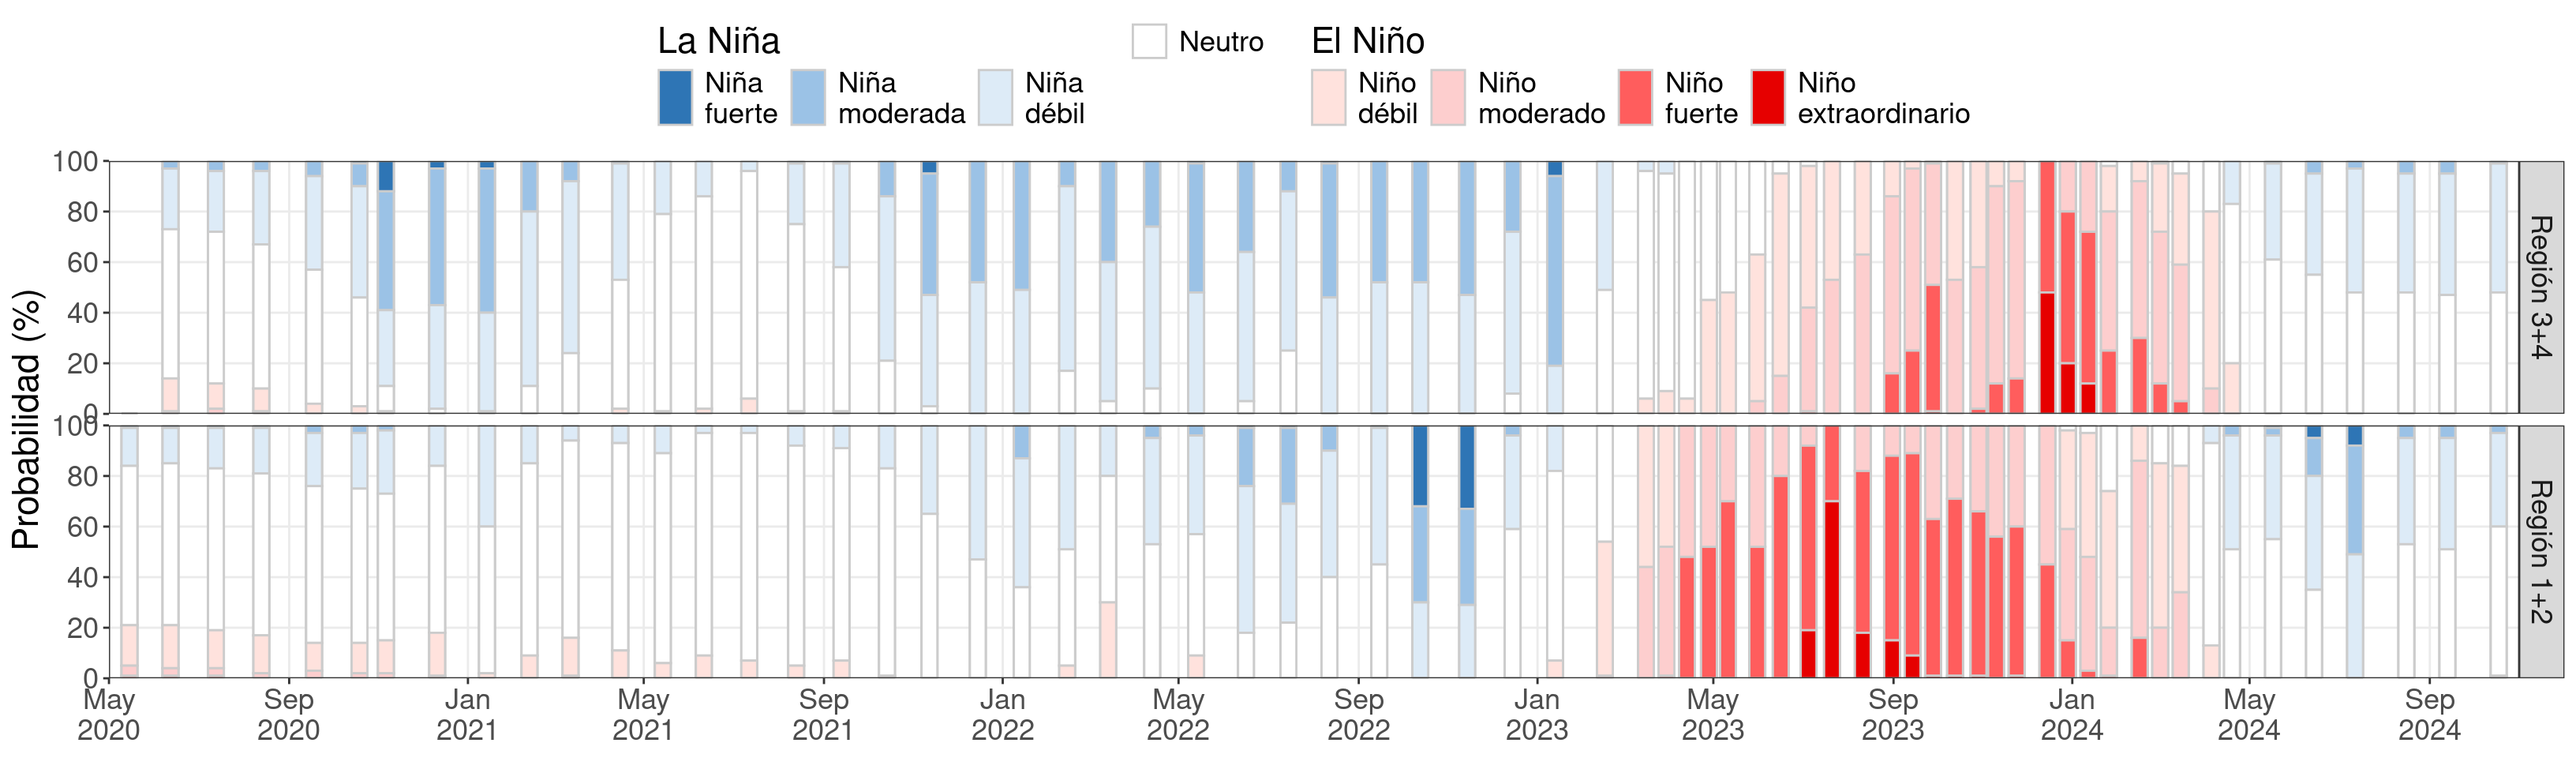 La Niña
Neutro
El Niño
Niña fuerte
Niña moderada
Niña débil
Niño débil
Niño moderado
Niño fuerte
Niño extraordinario
Probabilidad (%)
100
80
60
40
20
0
Región 3+4
100
80
60
40
20
0
Región 1+2
May Sep Jan May Sep Jan May Sep Jan May Sep Jan May Sep
2020 2020 2021 2021 2021 2022 2022 2022 2023 2023 2023 2024 2024 2024